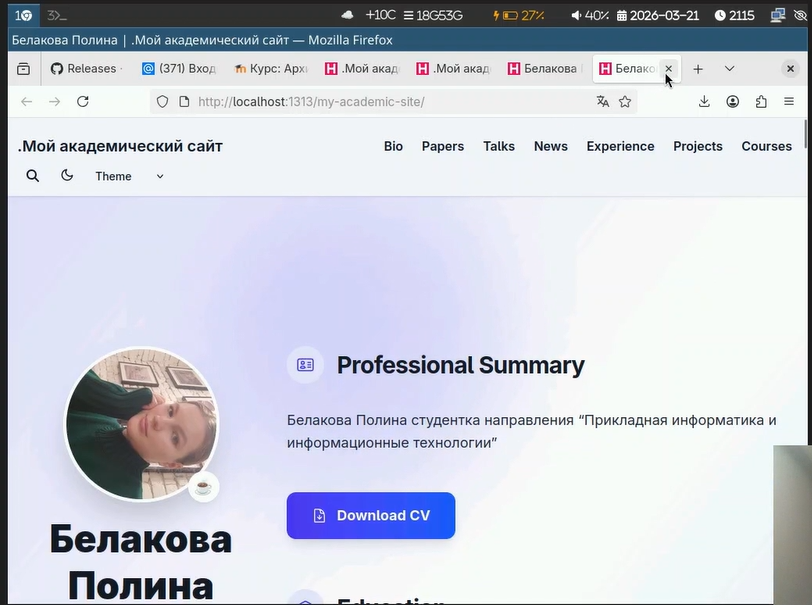 1
3
+10C
18G53G
27%
40%
2026-03-21
2115
Белакова Полина | .Мой академический сайт — Mozilla Firefox
Releases
(371) Вход
Курс: Архи
.Мой акад
.Мой акад
Белакова
Белако
http://localhost:1313/my-academic-site/
.Мой академический сайт
Bio
Papers
Talks
News
Experience
Projects
Courses
Theme
Professional Summary
Белакова Полина студентка направления “Прикладная информатика и
информационные технологии”
Download CV
Белакова
Полина
Education